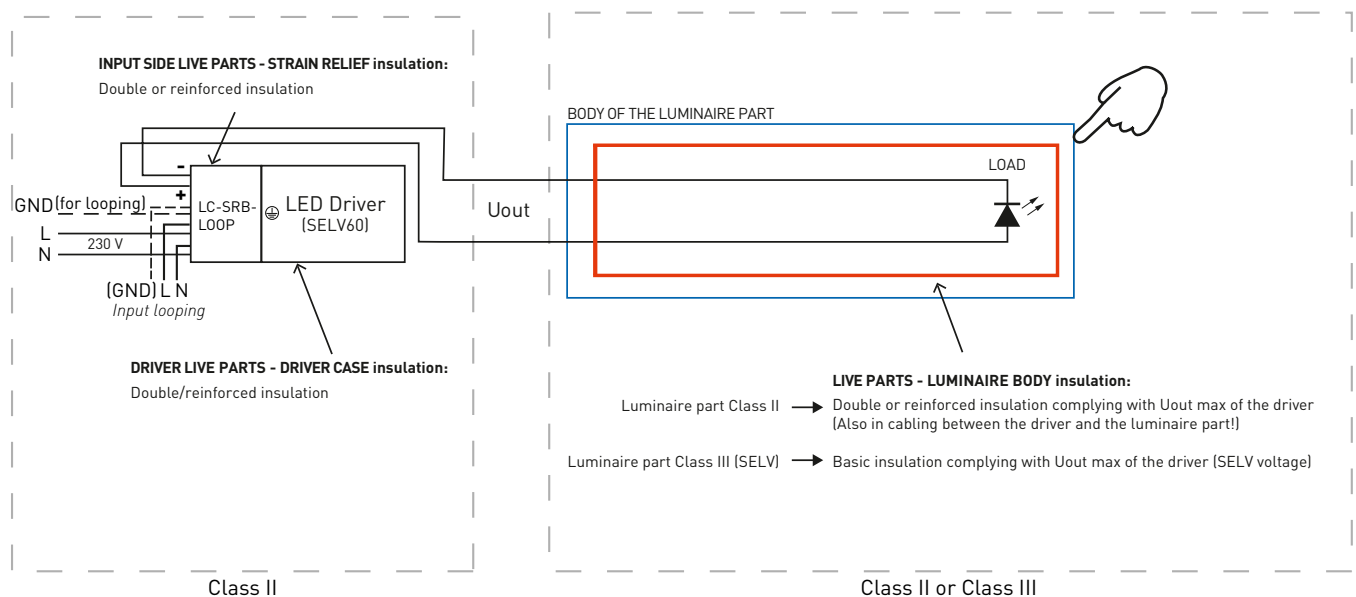 INPUT SIDE LIVE PARTS - STRAIN RELIEF insulation:
Double or reinforced insulation
BODY OF THE LUMINAIRE PART
-
+
LOAD
GND(for looping)
L
N
230 V
LC-SRB-
LOOP
LED Driver
(SELV60)
Uout
(GND) L N
Input looping
DRIVER LIVE PARTS - DRIVER CASE insulation:
Double/reinforced insulation
LIVE PARTS - LUMINAIRE BODY insulation:
Luminaire part Class II
Double or reinforced insulation complying with Uout max of the driver
(Also in cabling between the driver and the luminaire part!)
Luminaire part Class III (SELV)
Basic insulation complying with Uout max of the driver (SELV voltage)
Class II
Class II or Class III